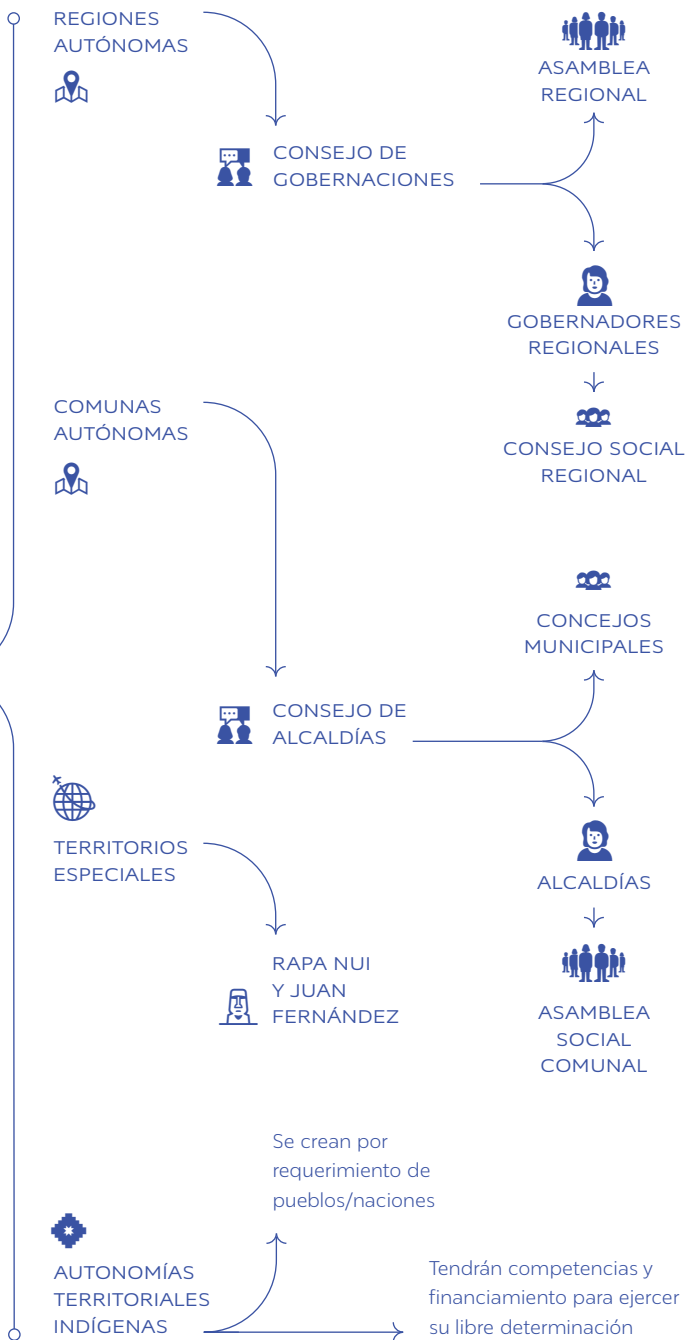 REGIONES
AUTÓNOMAS
ASAMBLEA
REGIONAL
CONSEJO DE
GOBERNACIONES
GOBERNADORES
REGIONALES
CONSEJO SOCIAL
REGIONAL
COMUNAS
AUTÓNOMAS
CONCEJOS
MUNICIPALES
CONSEJO DE
ALCALDÍAS
ALCALDÍAS
ASAMBLEA
SOCIAL
COMUNAL
TERRITORIOS
ESPECIALES
RAPA NUI
Y JUAN
FERNÁNDEZ
AUTONOMÍAS
TERRITORIALES
INDÍGENAS
Se crean por
requerimiento de
pueblos/naciones
Tendrán competencias y
financiamiento para ejercer
su libre determinación